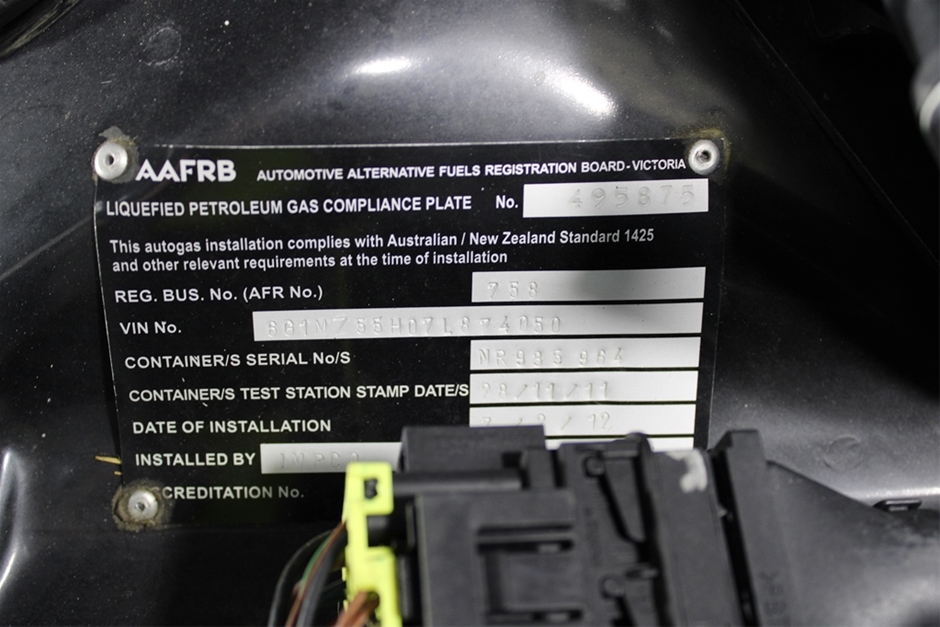 AAFRB AUTOMOTIVE ALTERNATIVE FUELS REGISTRATION BOARD - VICTORIA
LIQUEFIED PETROLEUM GAS COMPLIANCE PLATE No. 495875
This autogas installation complies with Australian / New Zealand Standard 1425
and other relevant requirements at the time of installation
REG. BUS. No. (AFR No.) 758
VIN No.
CONTAINER/S SERIAL No/S NR985964
CONTAINER/S TEST STATION STAMP DATE/S 28/11/11
DATE OF INSTALLATION
INSTALLED BY
CREDITATION No.